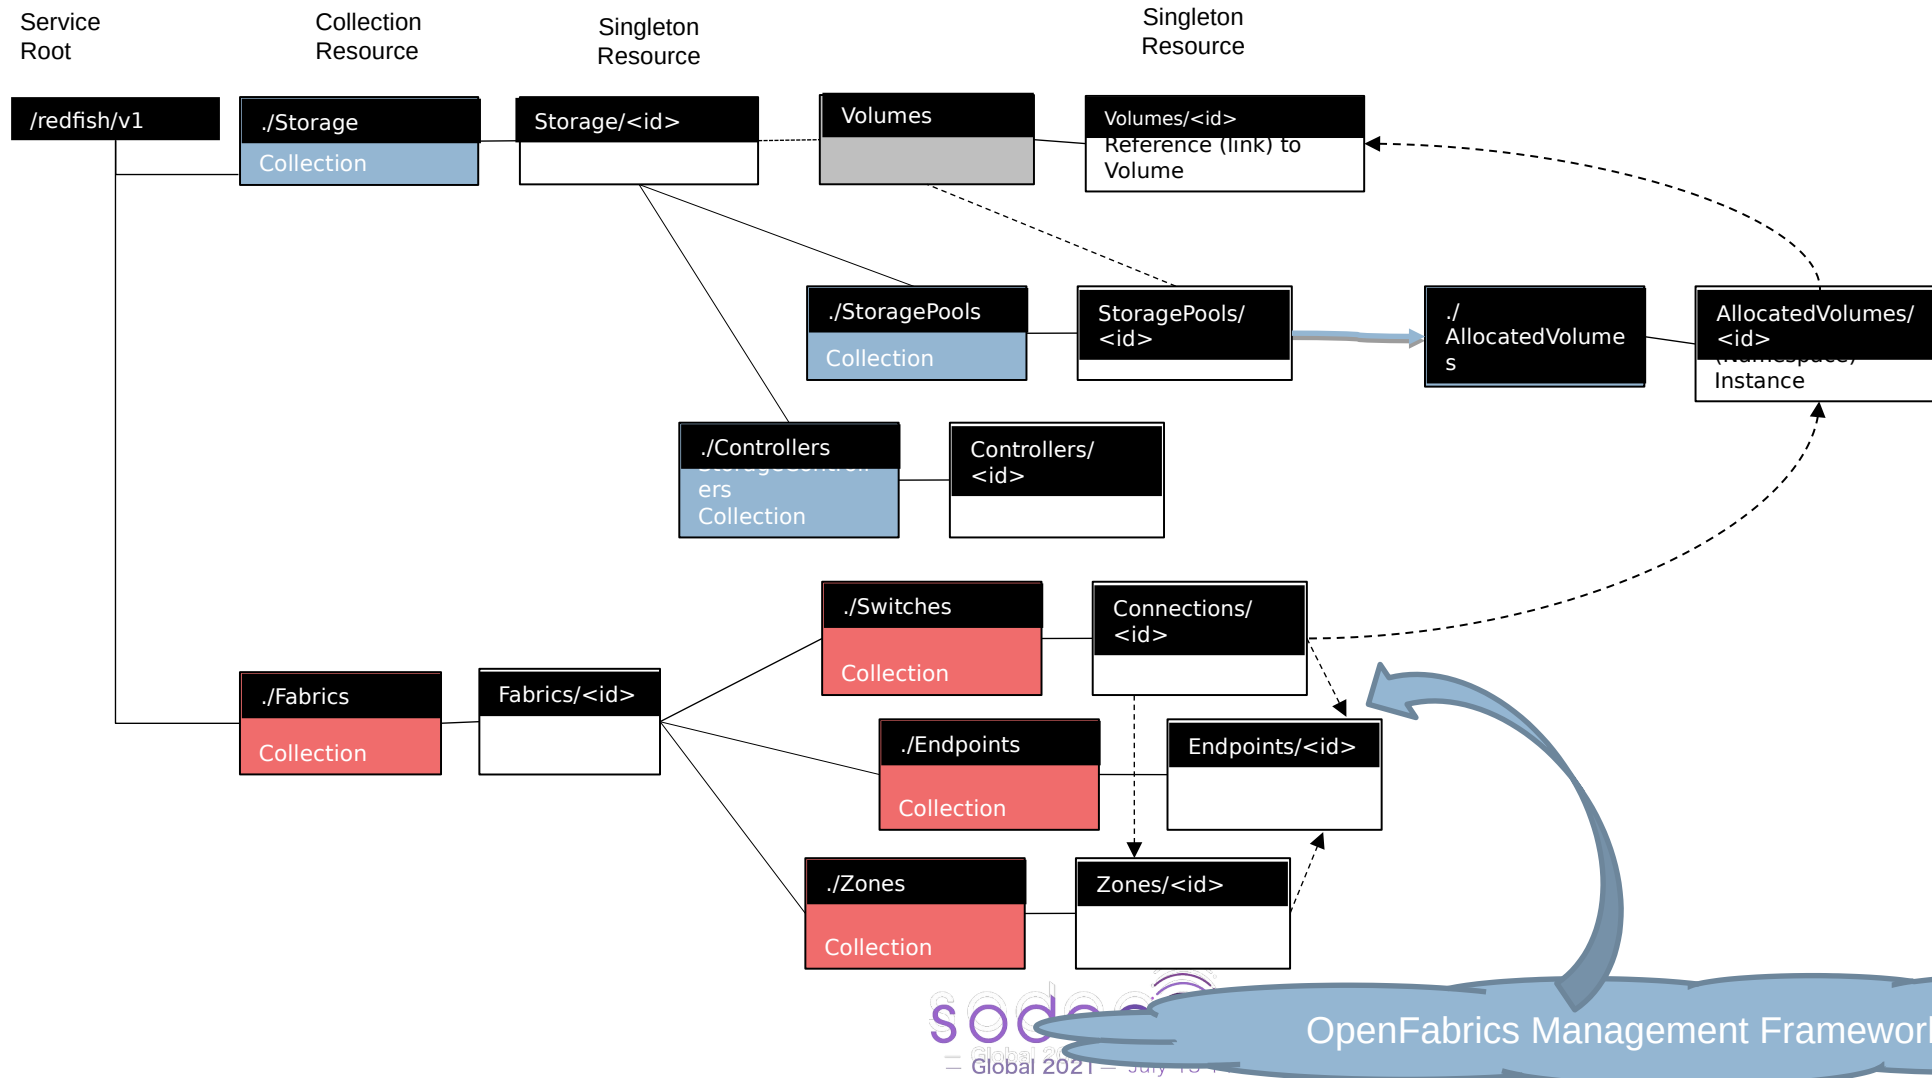 Service
Root
Collection
Resource
Singleton
Resource
Singleton
Resource
/redfish/v1
./Storage
Collection
Storage/<id>
Volumes
Volumes/<id>
Reference (link) to
Volume
./StoragePools
Collection
StoragePools/
<id>
./
AllocatedVolume
s
AllocatedVolumes/
<id>
(Namespace)
Instance
./Controllers
ers
Collection
Controllers/
<id>
./Switches
Collection
Connections/
<id>
./Fabrics
Collection
Fabrics/<id>
./Endpoints
Collection
Endpoints/<id>
./Zones
Collection
Zones/<id>
OpenFabrics Management Framework
Global 2021